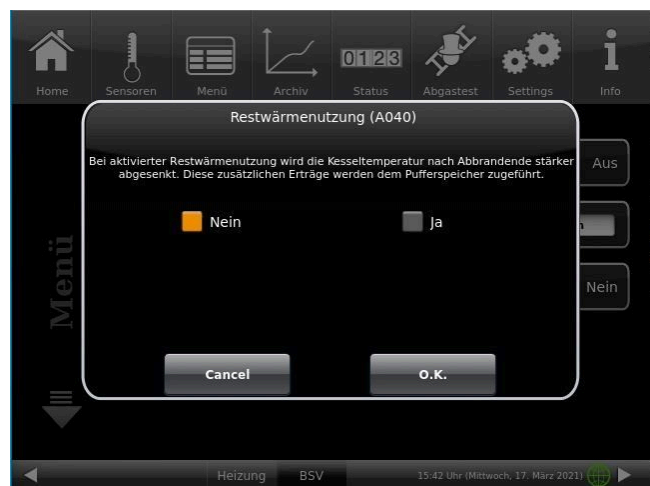 0123
Home Sensoren Menü Archiv Status Abgastest Settings Info
Restwärmenutzung (A040)
Bei aktivierter Restwärmenutzung wird die Kesseltemperatur nach Abbrandende stärker
abgesenkt. Diese zusätzlichen Erträge werden dem Pufferspeicher zugeführt.
Aus
Nein Ja
n
Menü
Nein
Cancel O.K.
Heizung BSV 15:42 Uhr (Mittwoch, 17. März 2021)